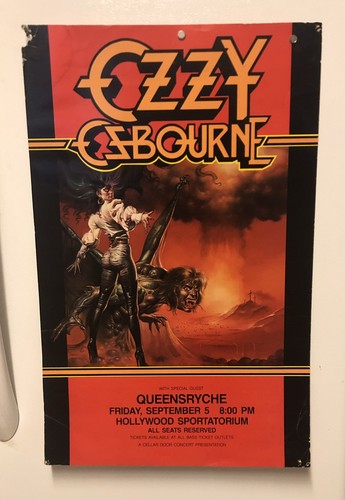 OZZY
OSBOURNE
WITH SPECIAL GUEST
QUEENSRYCHE
FRIDAY, SEPTEMBER 5 8:00 PM
HOLLYWOOD SPORTATORIUM
ALL SEATS RESERVED
TICKETS AVAILABLE AT ALL BASS TICKET OUTLETS
A CELLAR DOOR CONCERT PRESENTATION